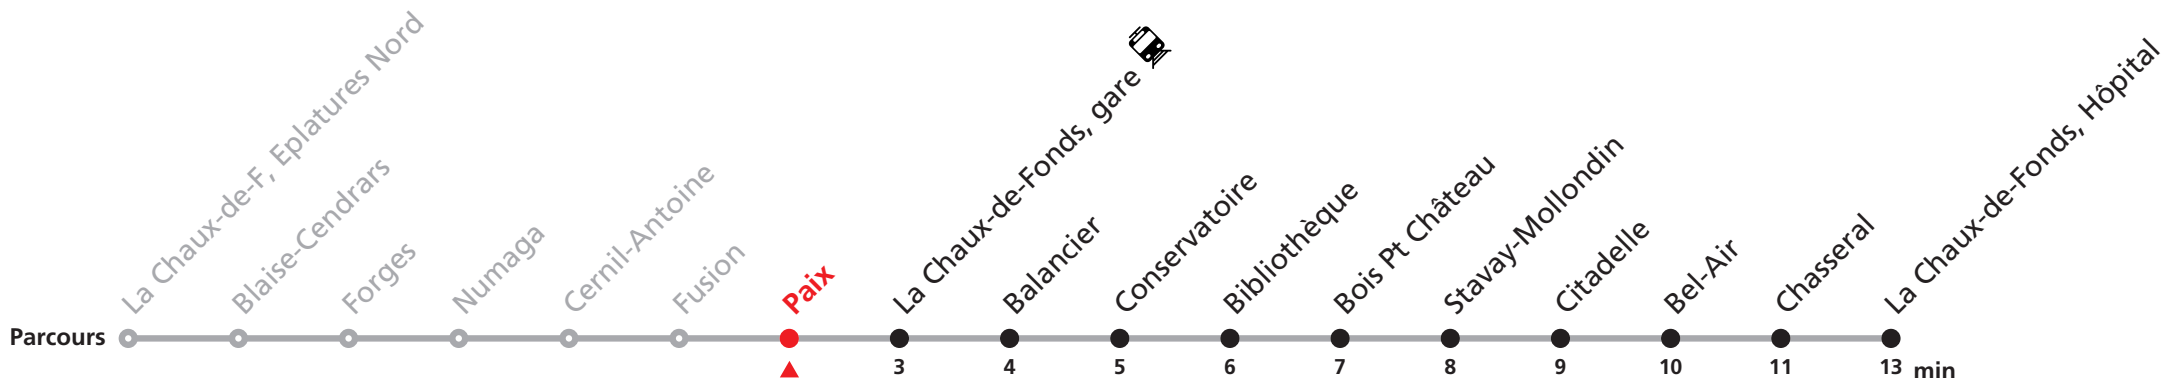 La Chaux-de-F, Eplatures Nord
Blaise-Cendrars
Forges
Numaga
Cernil-Antoine
Fusion
Paix
La Chaux-de-Fonds, gare
Balancier
Conservatoire
Bibliothèque
Bois Pt Château
Stavay-Mollondin
Citadelle
Bel-Air
Chasseral
La Chaux-de-Fonds, Hôpital
Parcours
3 4 5 6 7 8 9 10 11 13 min